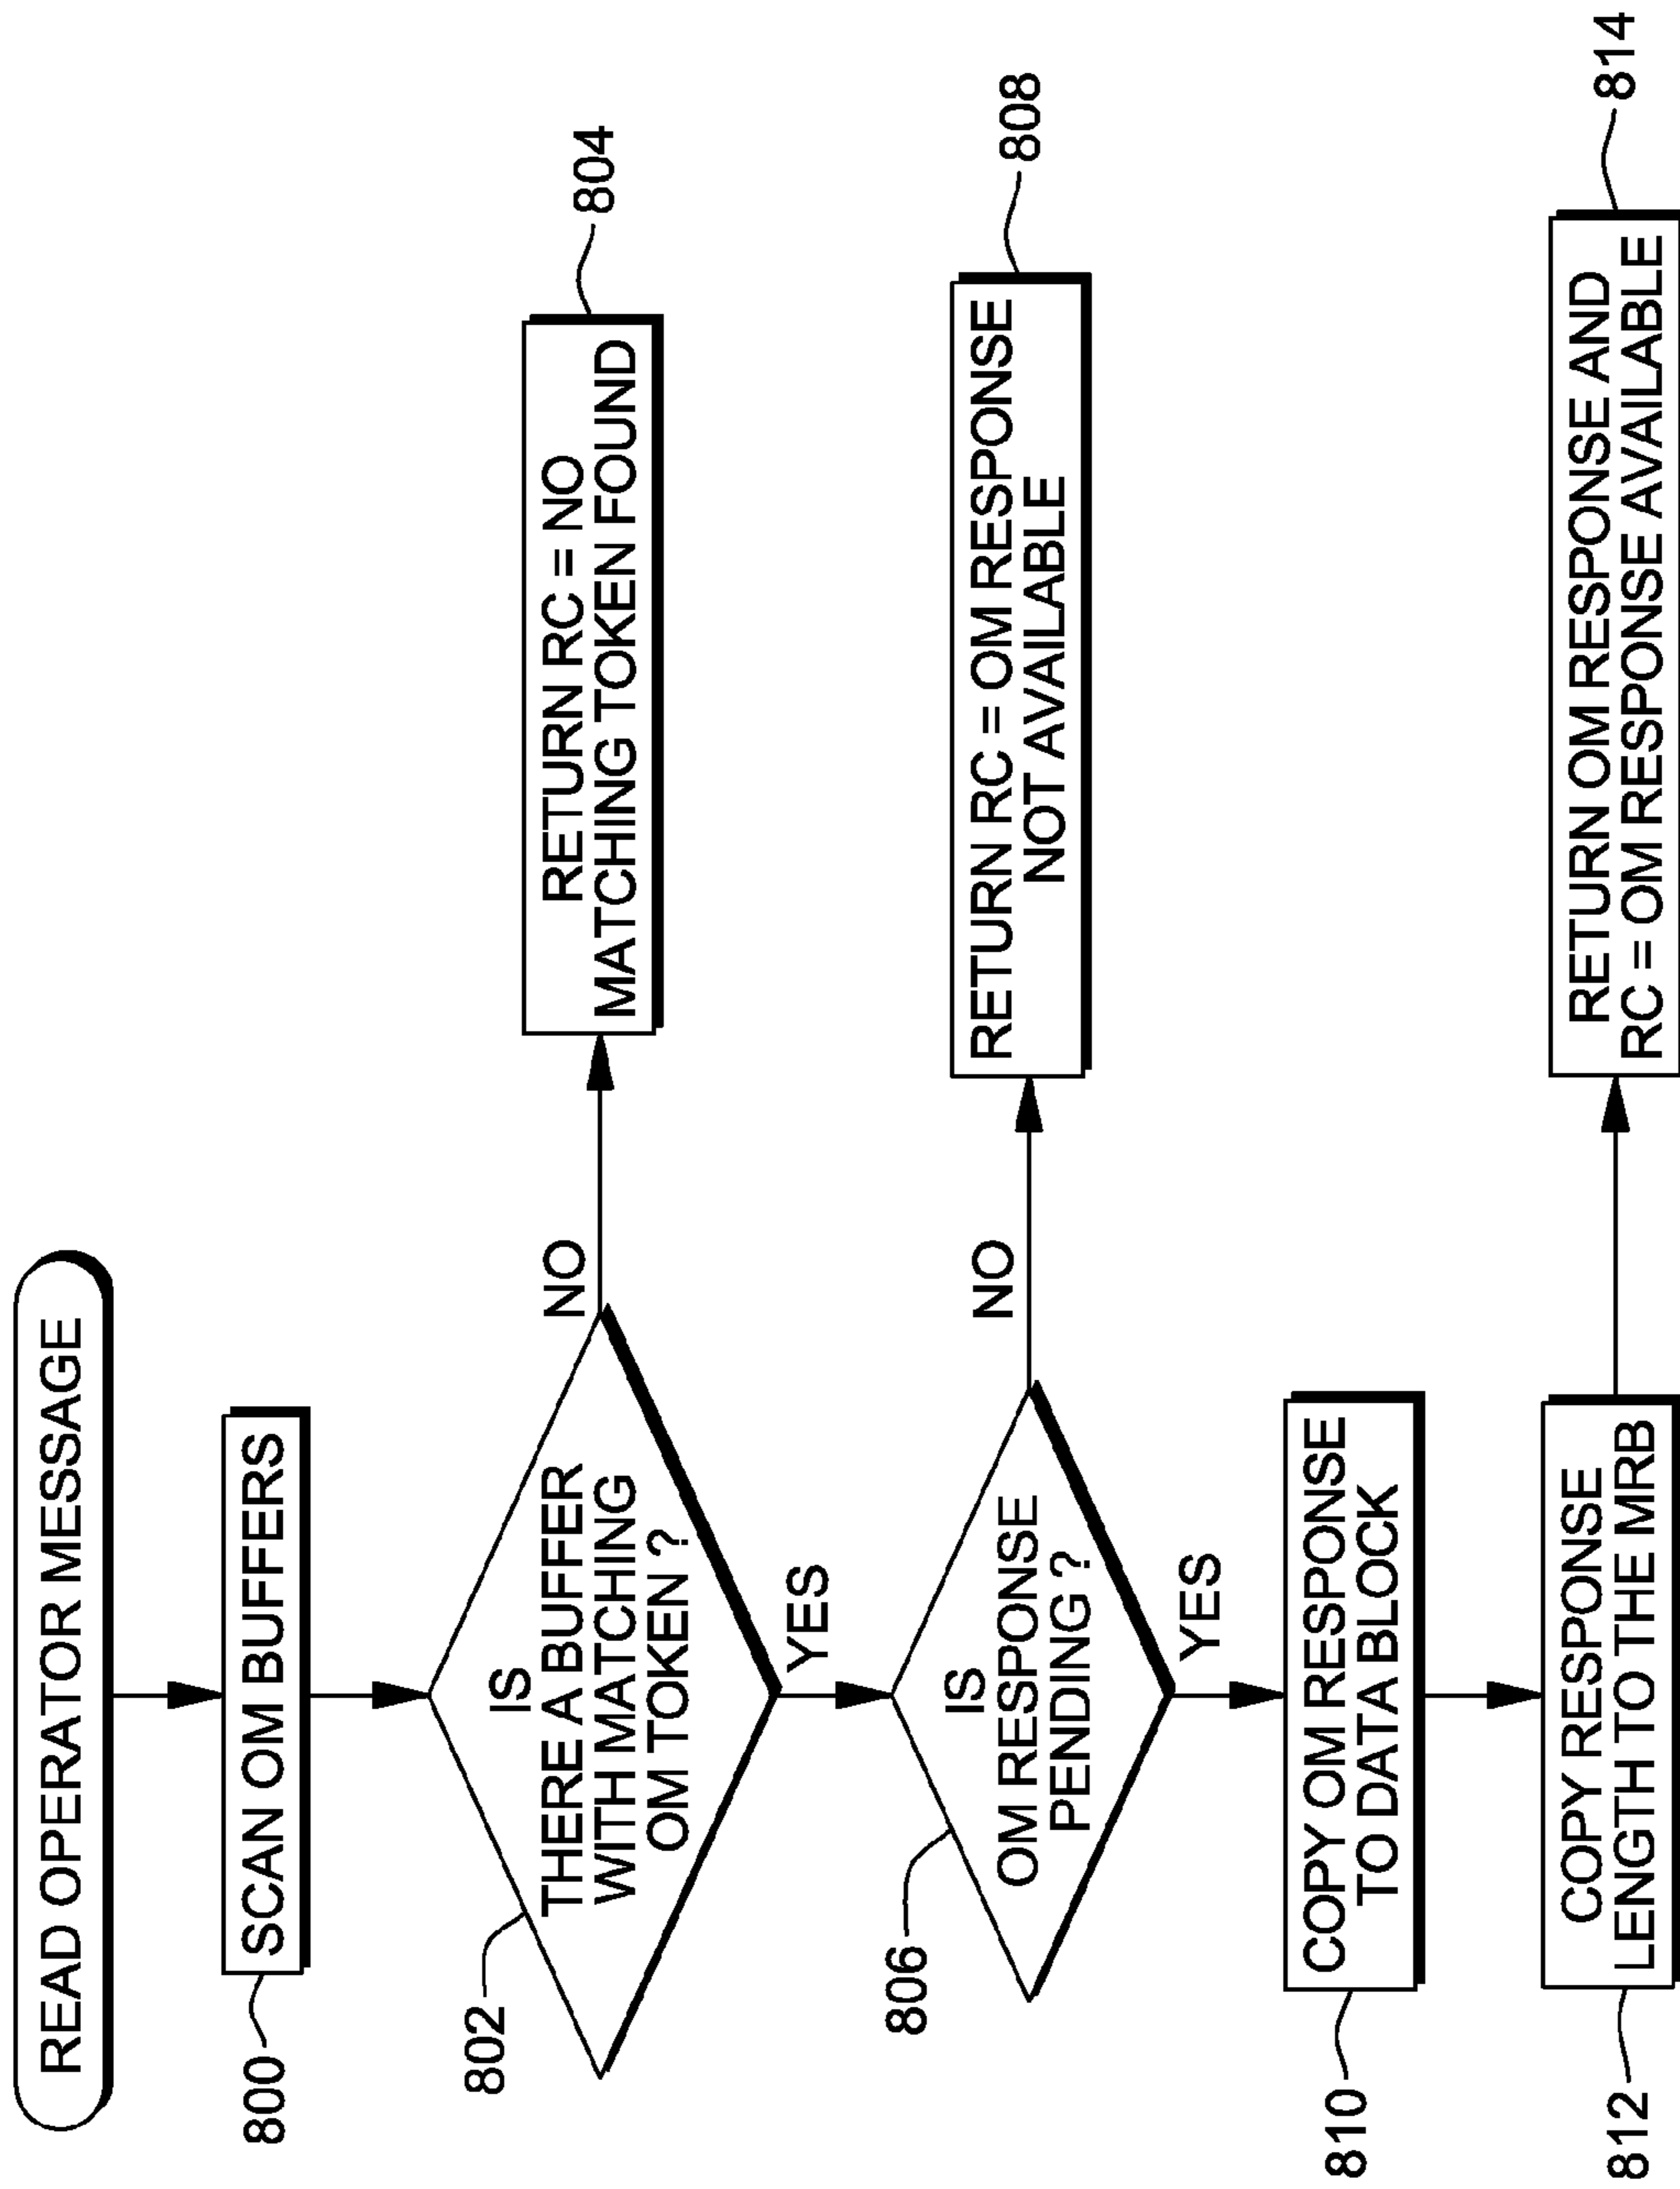 READ OPERATOR MESSAGE
800
SCAN OM BUFFERS
802
IS
THERE A BUFFER
WITH MATCHING
OM TOKEN ?
NO
RETURN RC = NO
MATCHING TOKEN FOUND
804
YES
806
IS
OM RESPONSE
PENDING ?
NO
RETURN RC = OM RESPONSE
NOT AVAILABLE
808
YES
810
COPY OM RESPONSE
TO DATA BLOCK
812
COPY RESPONSE
LENGTH TO THE MRB
RETURN OM RESPONSE AND
RC = OM RESPONSE AVAILABLE
814